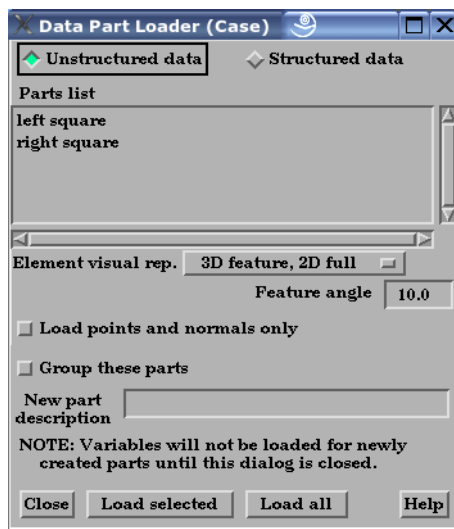 Data Part Loader (Case)
Unstructured data Structured data
Parts list
left square
right square
Element visual rep. 3D feature, 2D full
Feature angle 10.0
Load points and normals only
Group these parts
New part
description
NOTE: Variables will not be loaded for newly
created parts until this dialog is closed.
Close Load selected Load all Help